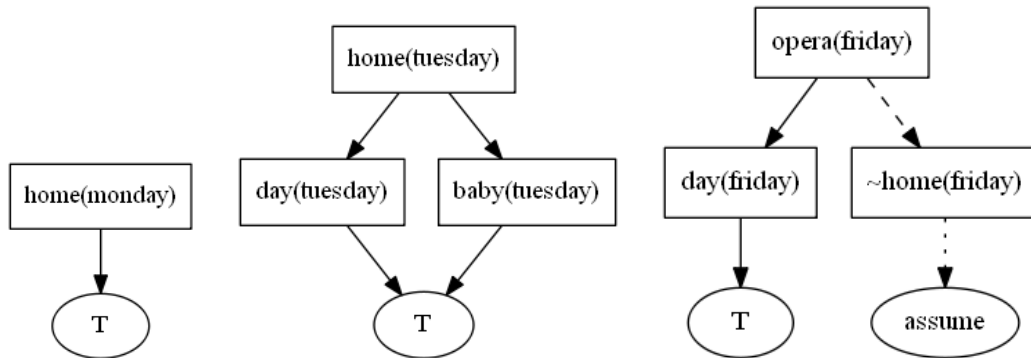 home(monday)
T
home(tuesday)
day(tuesday)
baby(tuesday)
T
opera(friday)
day(friday)
~home(friday)
T
assume